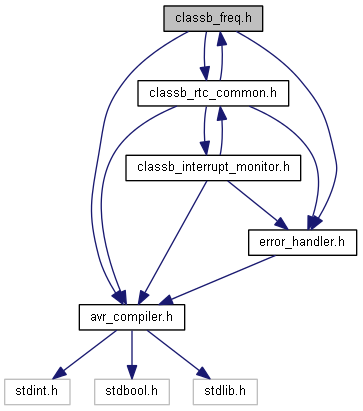 classb_freq.h
classb_rtc_common.h
classb_interrupt_monitor.h
error_handler.h
avr_compiler.h
stdint.h
stdbool.h
stdlib.h